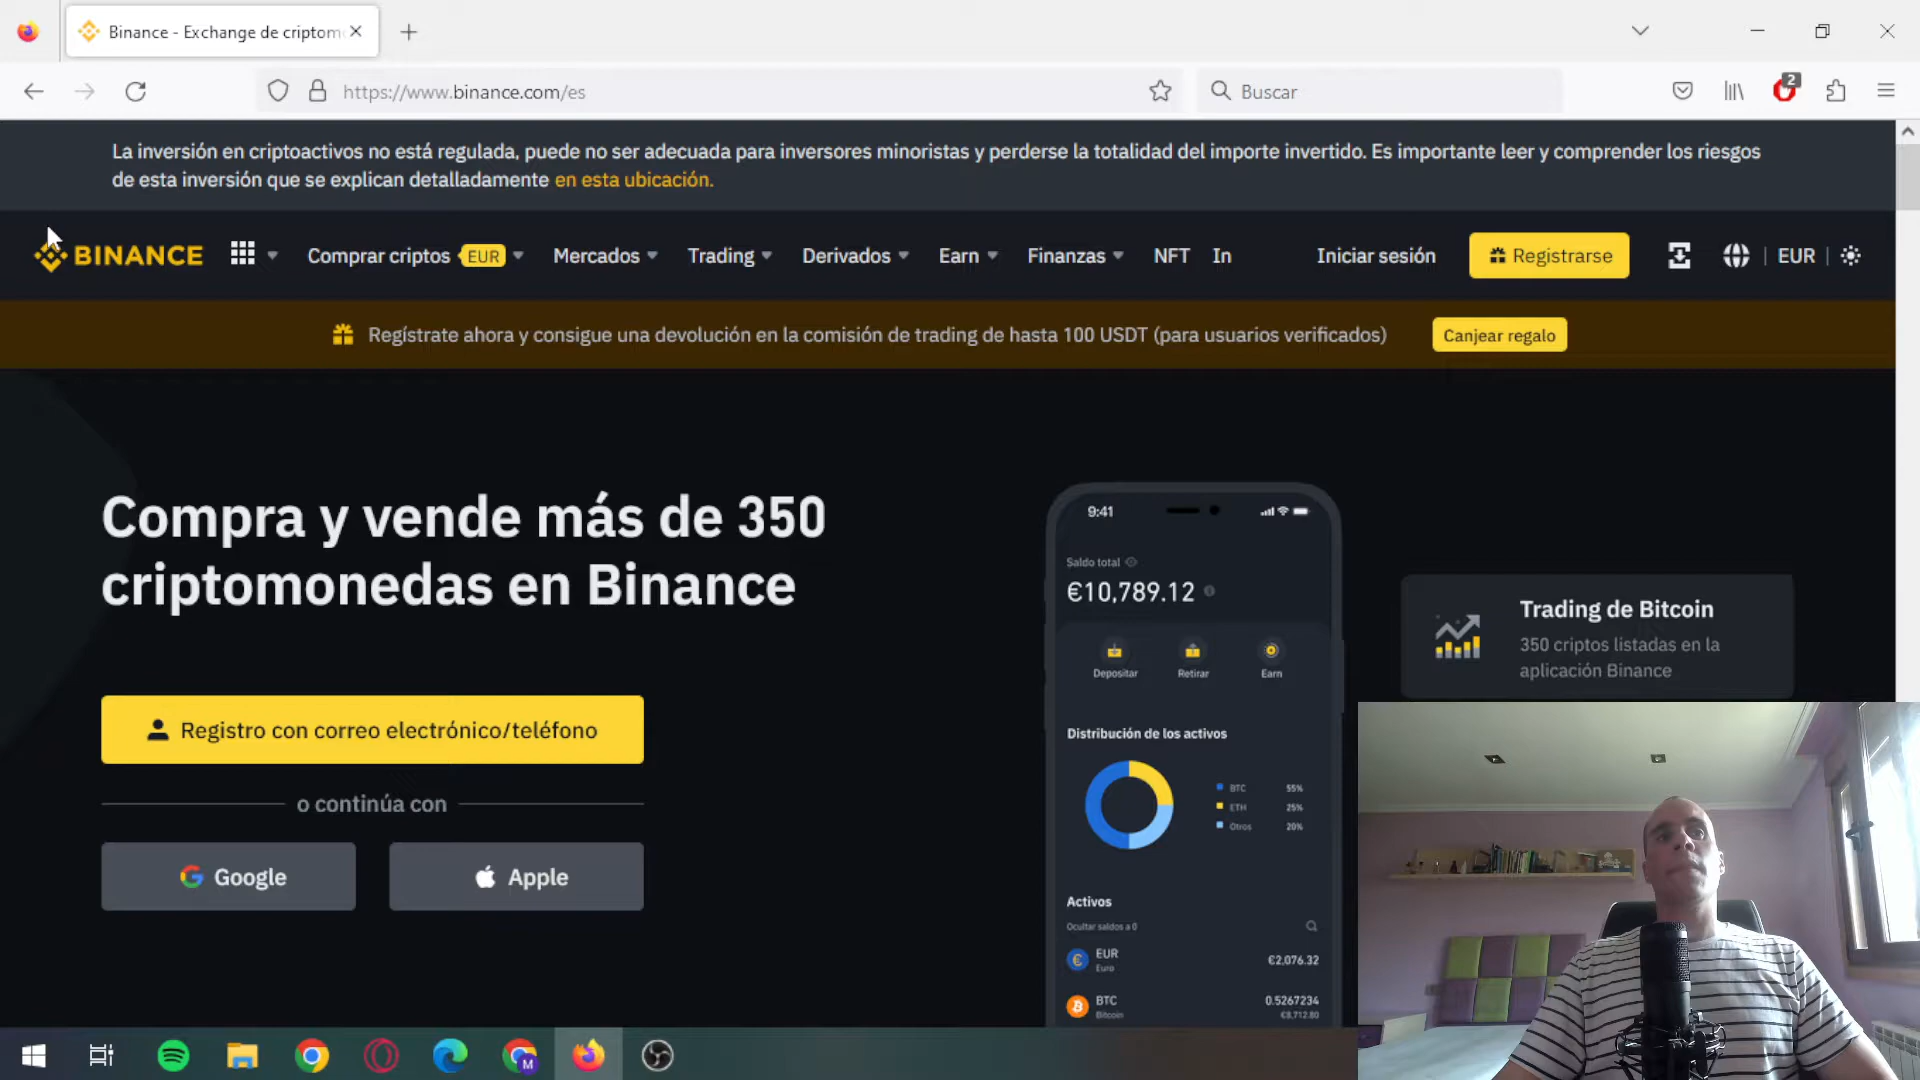 Binance - Exchange de criptom
https://www.binance.com/es
Buscar
2
La inversión en criptoactivos no está regulada, puede no ser adecuada para inversores minoristas y perderse la totalidad del importe invertido. Es importante leer y comprender los riesgos
de esta inversión que se explican detalladamente en esta ubicación.
BINANCE
Comprar criptos EUR
Mercados
Trading
Derivados
Earn
Finanzas
NFT
In
Iniciar sesión
Registrarse
EUR
Regístrate ahora y consigue una devolución en la comisión de trading de hasta 100 USDT (para usuarios verificados)
Canjear regalo
Compra y vende más de 350
criptomonedas en Binance
Registro con correo electrónico/teléfono
o continúa con
Google
Apple
9:41
Saldo total
€10,789.12
Depositar
Retirar
Earn
Distribución de los activos
BTC 55%
ETH 25%
Otros 20%
Activos
Ocultar saldos a 0
EUR €2,076.32
Euro
BTC 0.5267234
Bitcoin €8,712.80
Trading de Bitcoin
350 criptos listadas en la
aplicación Binance
M